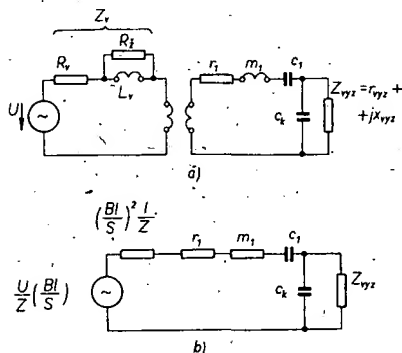 Z_v
R_ž
R_v
L_v
U
r_1
m_1
c_1
c_k
Z_vyz = r_vyz +
+ jx_vyz
a)
(Bl/S)² 1/Z
r_1
m_1
c_1
U/Z (Bl/S)
c_k
Z_vyz
b)